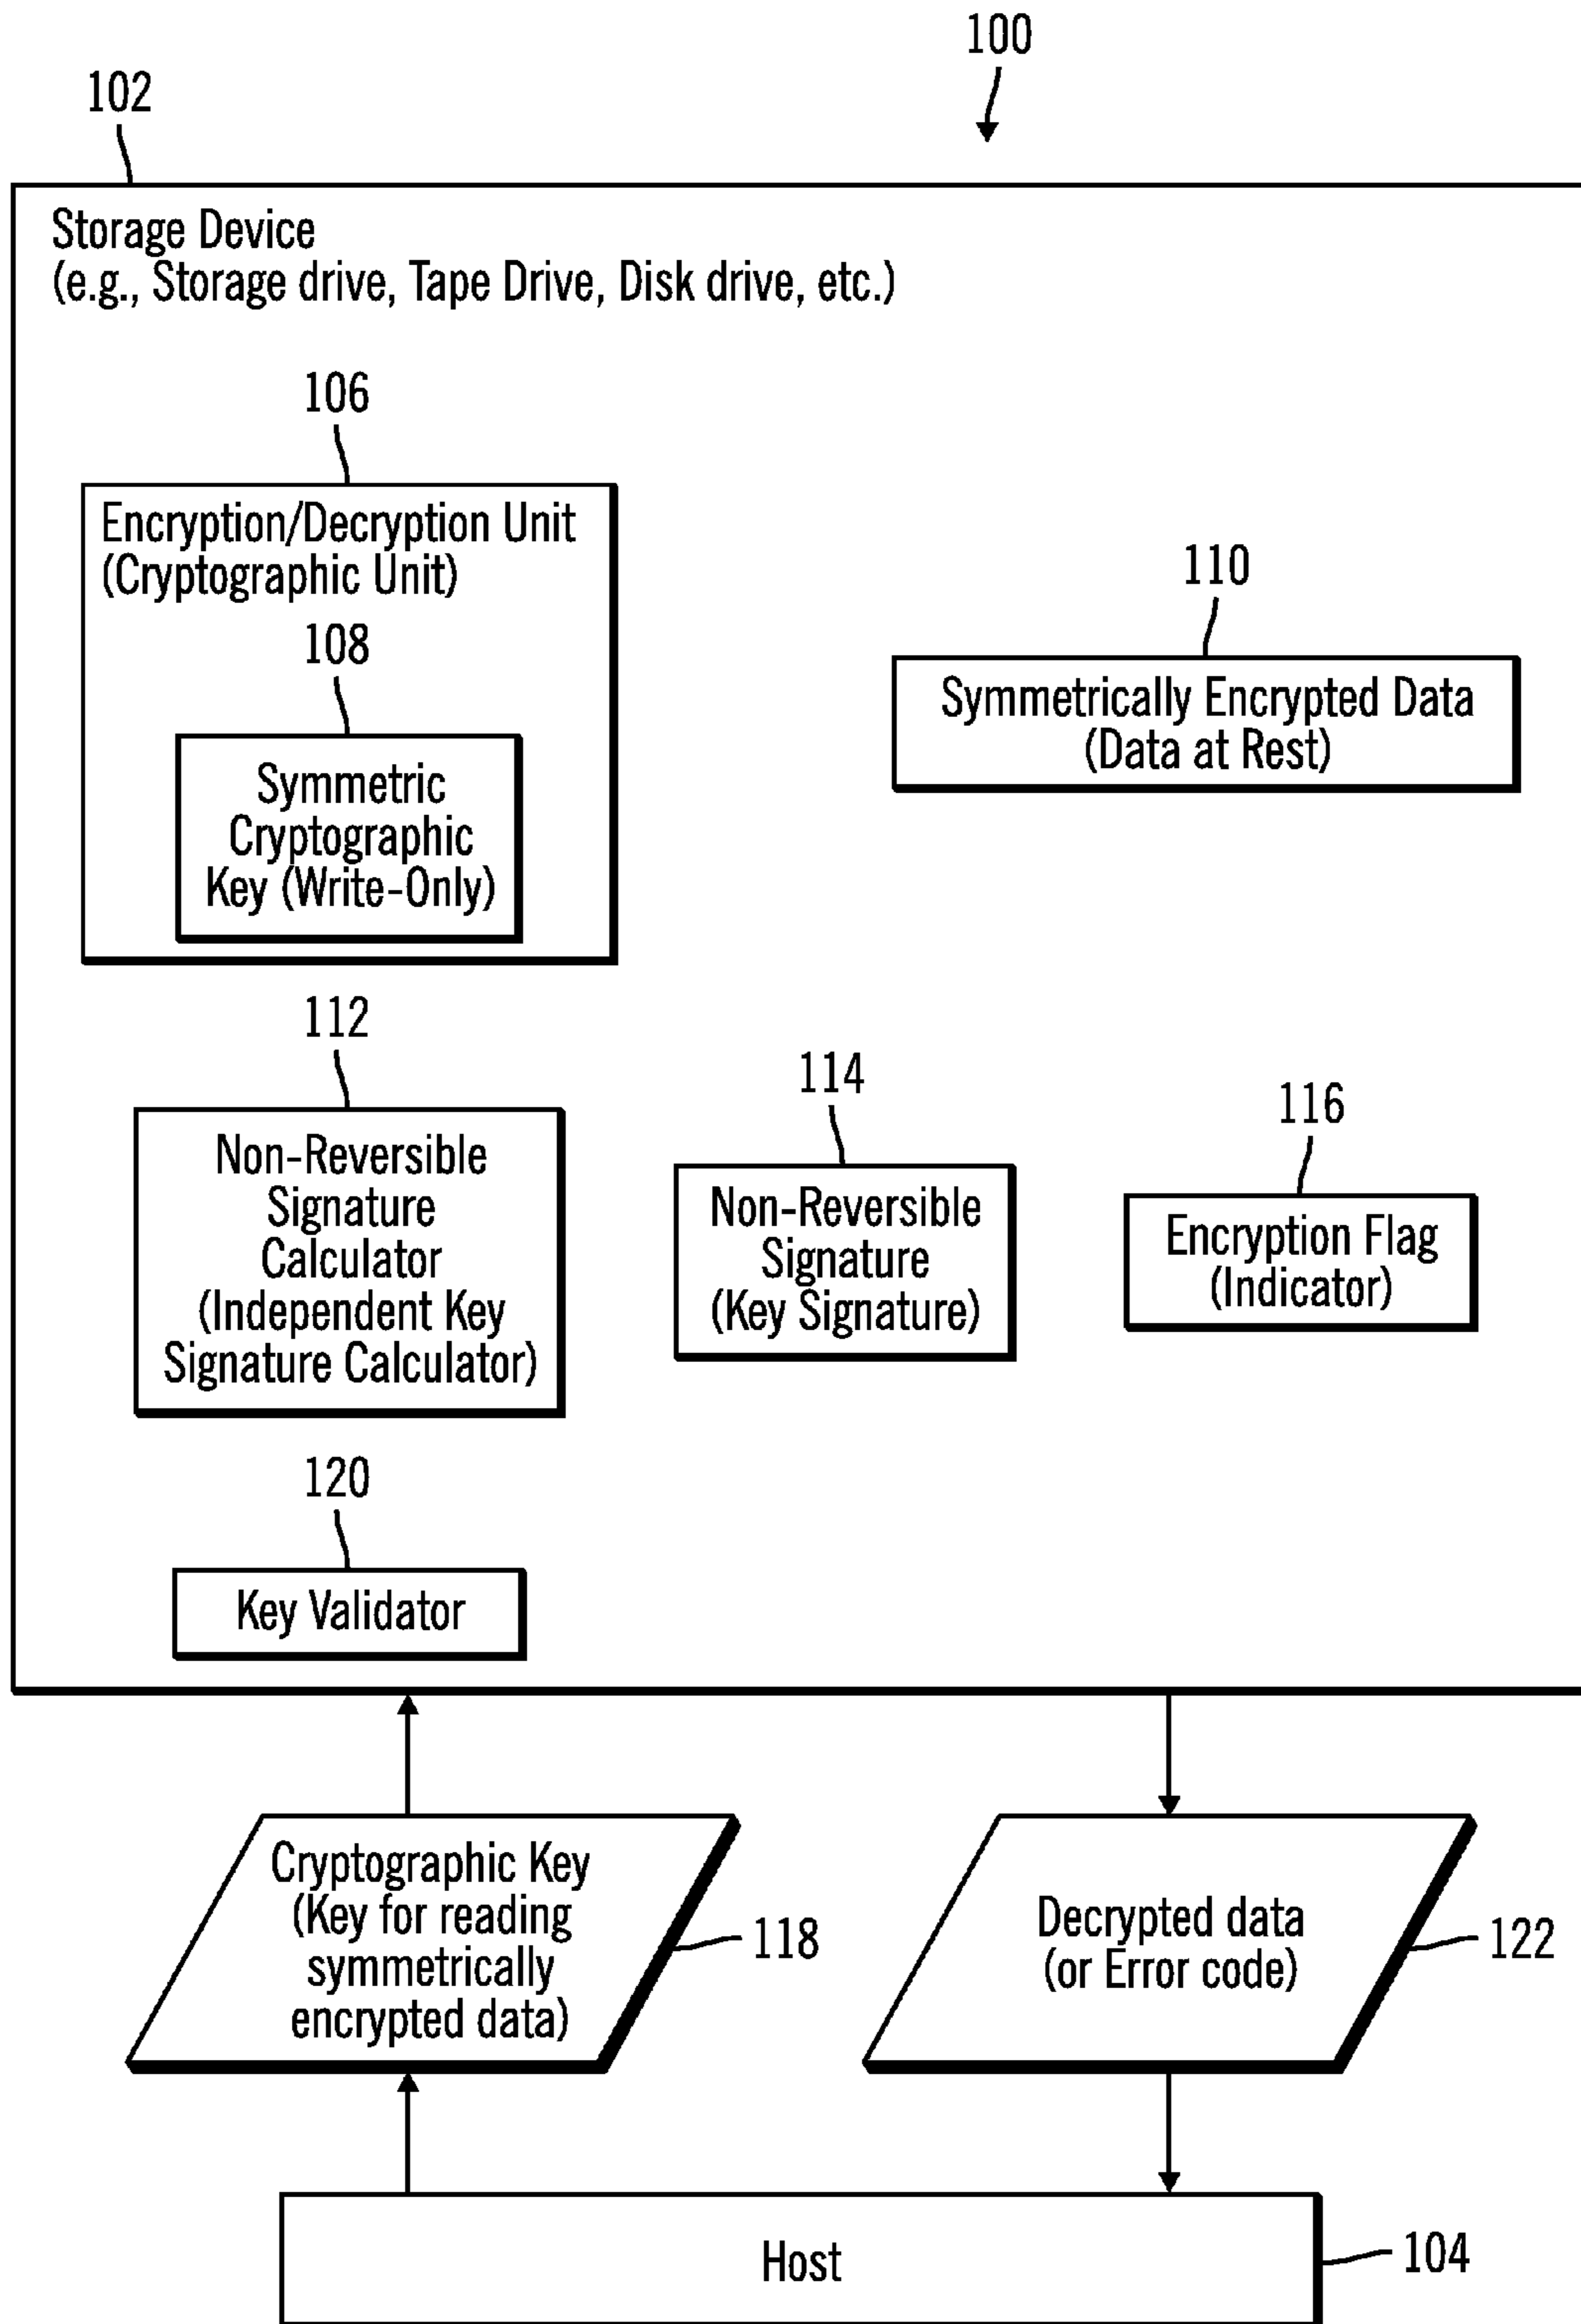 100
102
Storage Device
(e.g., Storage drive, Tape Drive, Disk drive, etc.)
106
Encryption/Decryption Unit
(Cryptographic Unit)
108
Symmetric
Cryptographic
Key (Write-Only)
110
Symmetrically Encrypted Data
(Data at Rest)
112
Non-Reversible
Signature
Calculator
(Independent Key
Signature Calculator)
114
Non-Reversible
Signature
(Key Signature)
116
Encryption Flag
(Indicator)
120
Key Validator
Cryptographic Key
(Key for reading
symmetrically
encrypted data)
118
Decrypted data
(or Error code)
122
Host
104